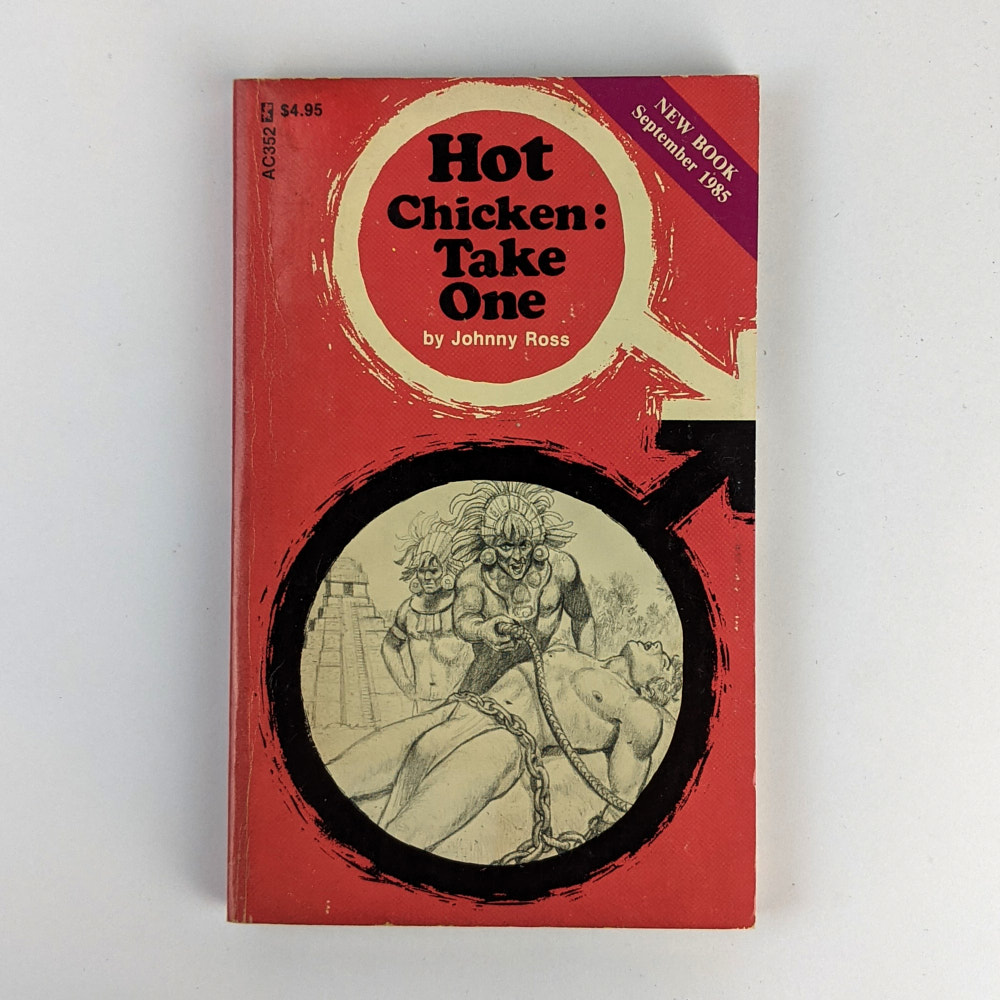 AC352
$4.95
NEW BOOK
September 1985
Hot
Chicken:
Take
One
by Johnny Ross